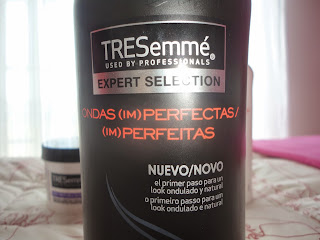 TRESemmé®
USED BY PROFESSIONALS
EXPERT SELECTION
ONDAS (IM)PERFECTAS/
(IM)PERFEITAS
NUEVO/NOVO
el primer paso para un
look ondulado y natural
o primeiro passo para um
look ondulado e natural